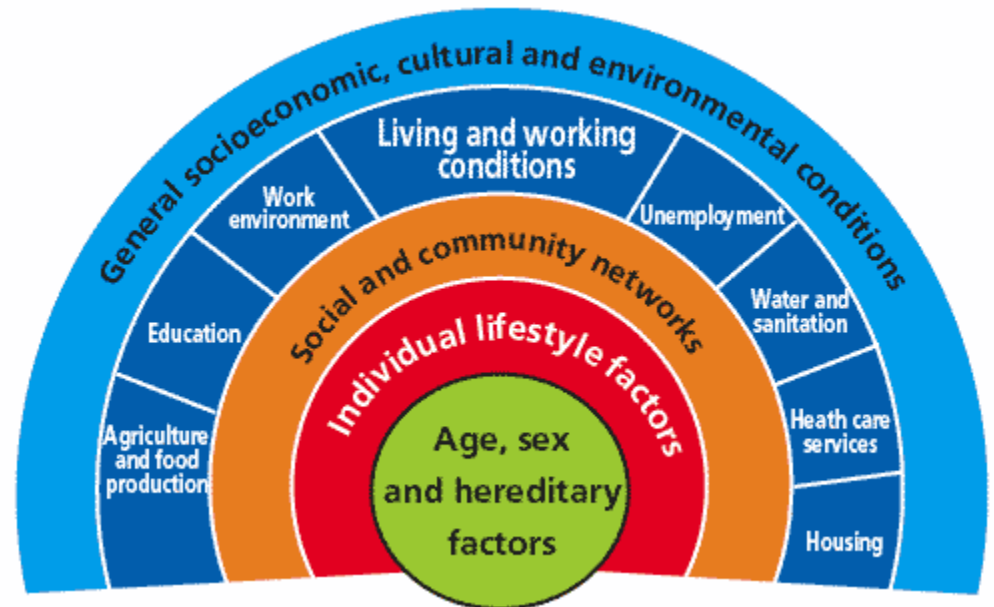 General socioeconomic, cultural and environmental conditions
Living and working
conditions
Work
environment
Unemployment
Education
Water and
sanitation
Agriculture
and food
production
Heath care
services
Housing
Social and community networks
Individual lifestyle factors
Age, sex
and hereditary
factors